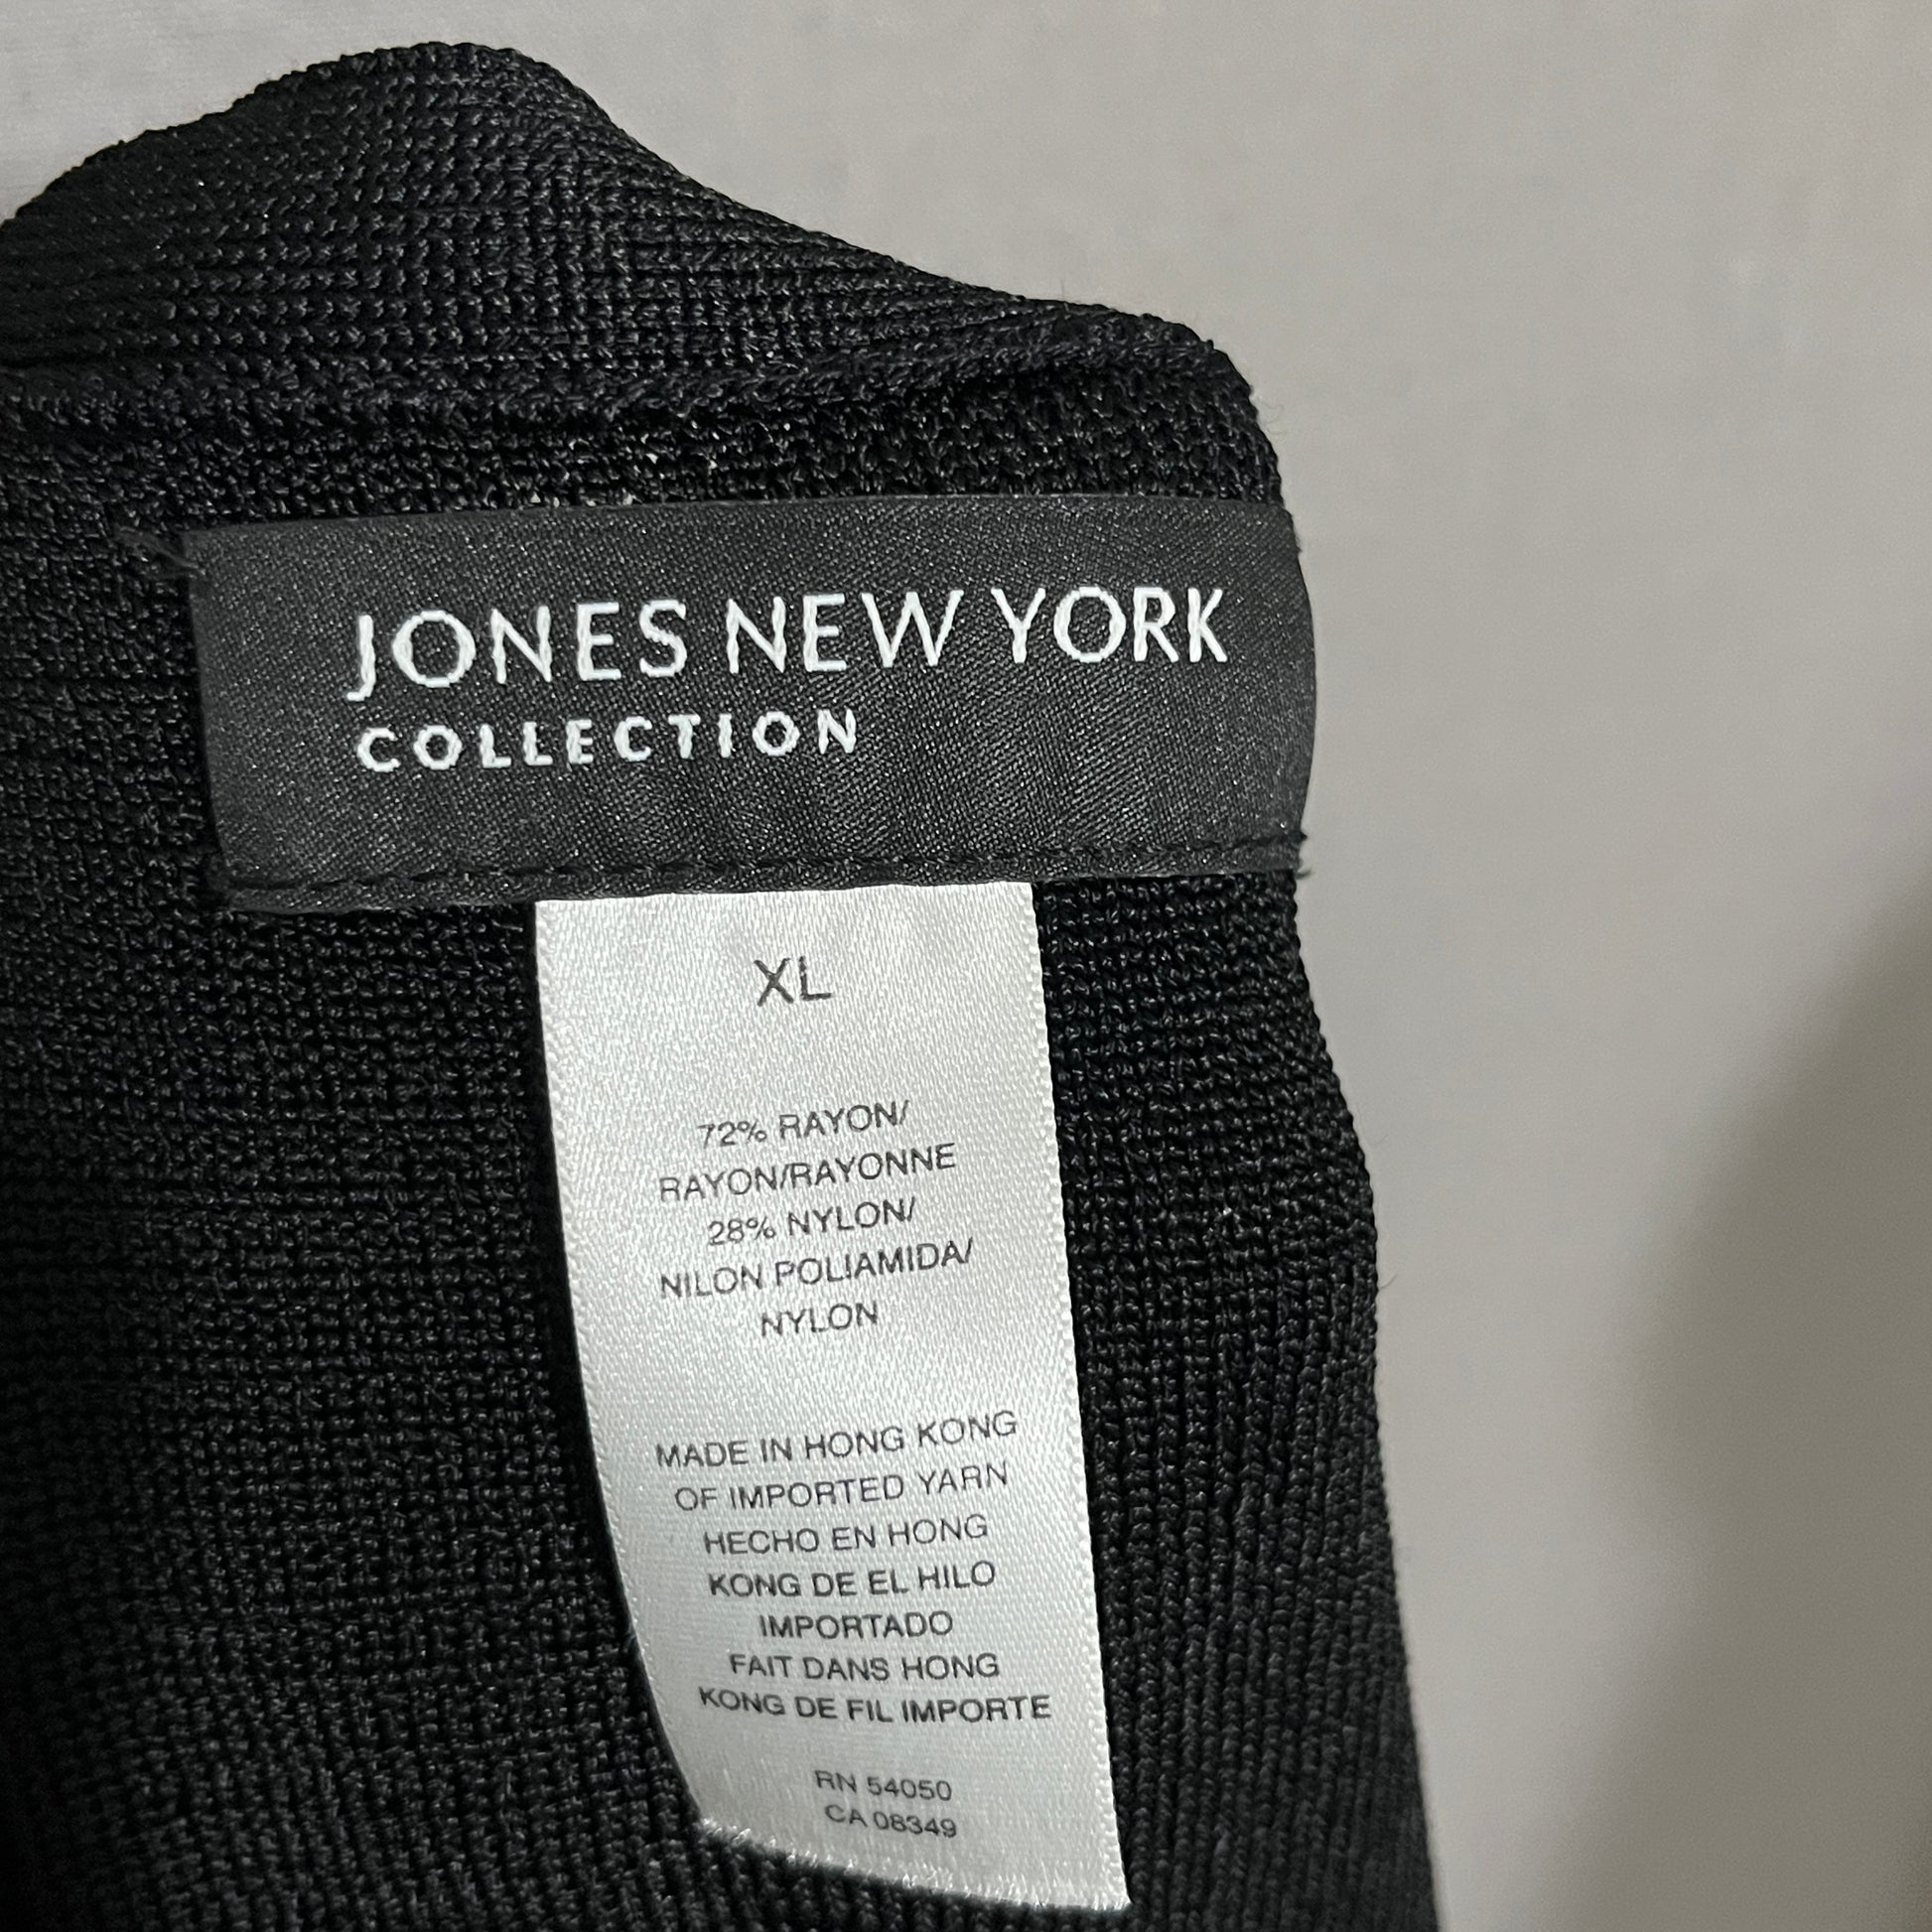 JONES NEW YORK
COLLECTION
XL
72% RAYON/
RAYON/RAYONNE
28% NYLON/
NILON POLIAMIDA/
NYLON
MADE IN HONG KONG
OF IMPORTED YARN
HECHO EN HONG
KONG DE EL HILO
IMPORTADO
FAIT DANS HONG
KONG DE FIL IMPORTE
RN 54050
CA 08349